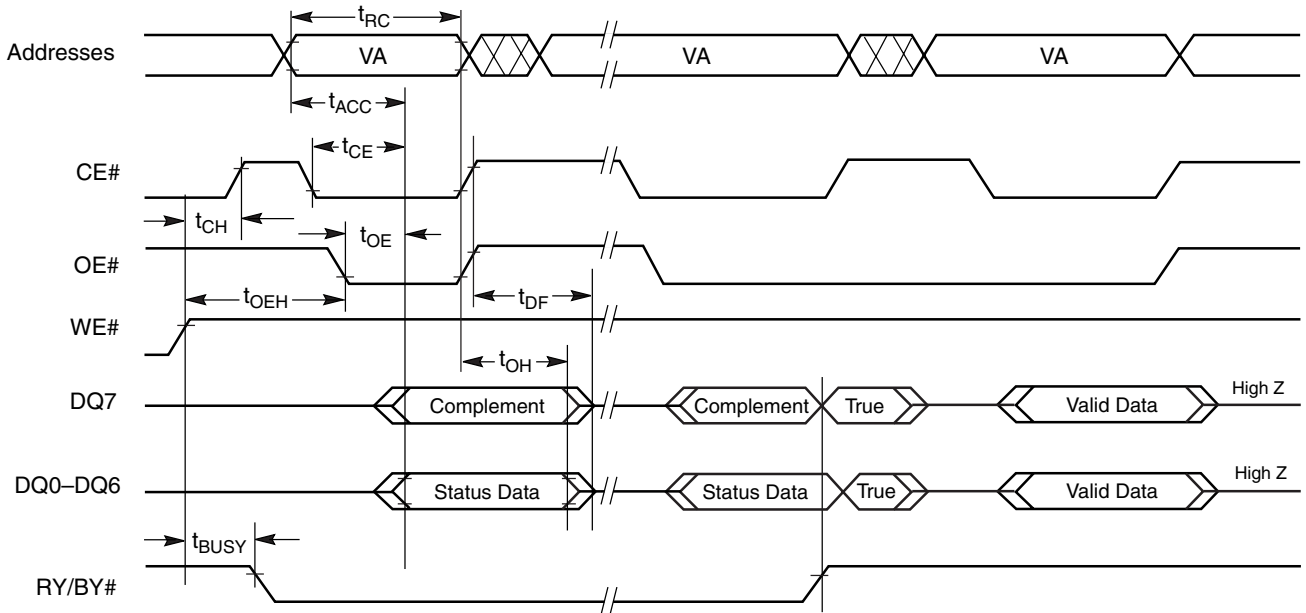 tRC
Addresses VA VA VA
tACC
tCE
CE#
tCH tOE
OE#
tOEH tDF
WE#
tOH
DQ7 Complement Complement True Valid Data High Z
DQ0–DQ6 Status Data Status Data True Valid Data High Z
tBUSY
RY/BY#